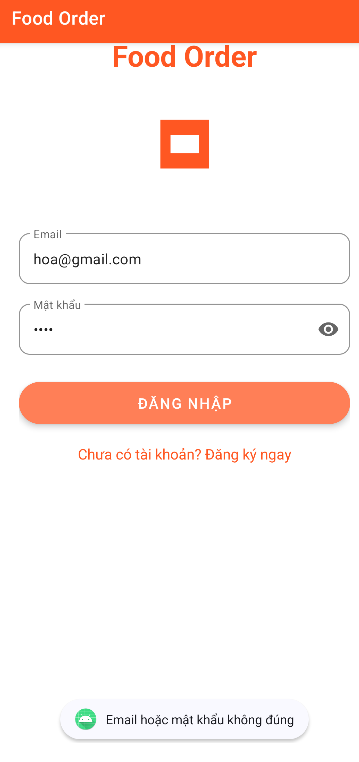 Food Order
Food Order
Email
hoa@gmail.com
Mật khẩu
••••
ĐĂNG NHẬP
Chưa có tài khoản? Đăng ký ngay
Email hoặc mật khẩu không đúng